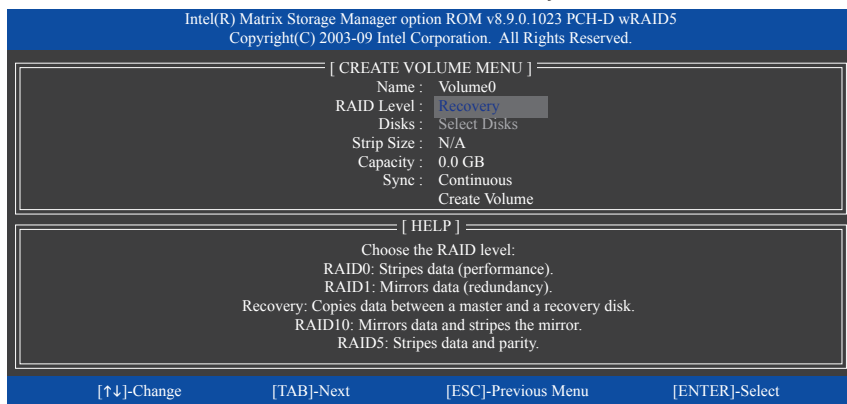 Intel(R) Matrix Storage Manager option ROM v8.9.0.1023 PCH-D wRAID5
Copyright(C) 2003-09 Intel Corporation. All Rights Reserved.
[ CREATE VOLUME MENU ]
Name : Volume0
RAID Level : Recovery
Disks : Select Disks
Strip Size : N/A
Capacity : 0.0 GB
Sync : Continuous
Create Volume
[ HELP ]
Choose the RAID level:
RAID0: Stripes data (performance).
RAID1: Mirrors data (redundancy).
Recovery: Copies data between a master and a recovery disk.
RAID10: Mirrors data and stripes the mirror.
RAID5: Stripes data and parity.
[↑↓]-Change [TAB]-Next [ESC]-Previous Menu [ENTER]-Select